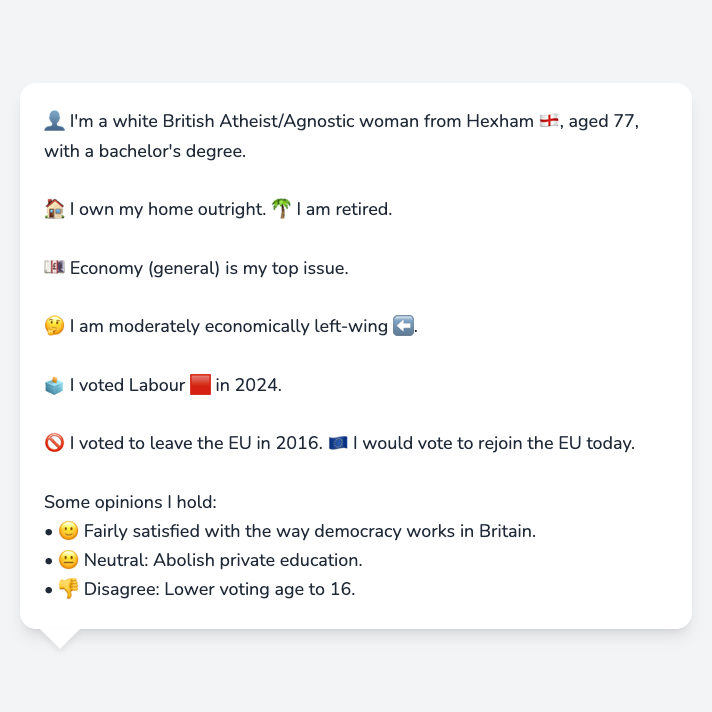 👤 I'm a white British Atheist/Agnostic woman from Hexham 🏴󠁧󠁢󠁥󠁮󠁧󠁿, aged 77,
with a bachelor's degree.
🏠 I own my home outright. 🌴 I am retired.
💷 Economy (general) is my top issue.
🤔 I am moderately economically left-wing ⬅️.
🗳️ I voted Labour 🟥 in 2024.
🚫 I voted to leave the EU in 2016. 🇪🇺 I would vote to rejoin the EU today.
Some opinions I hold:
• 🙂 Fairly satisfied with the way democracy works in Britain.
• 😐 Neutral: Abolish private education.
• 👎 Disagree: Lower voting age to 16.